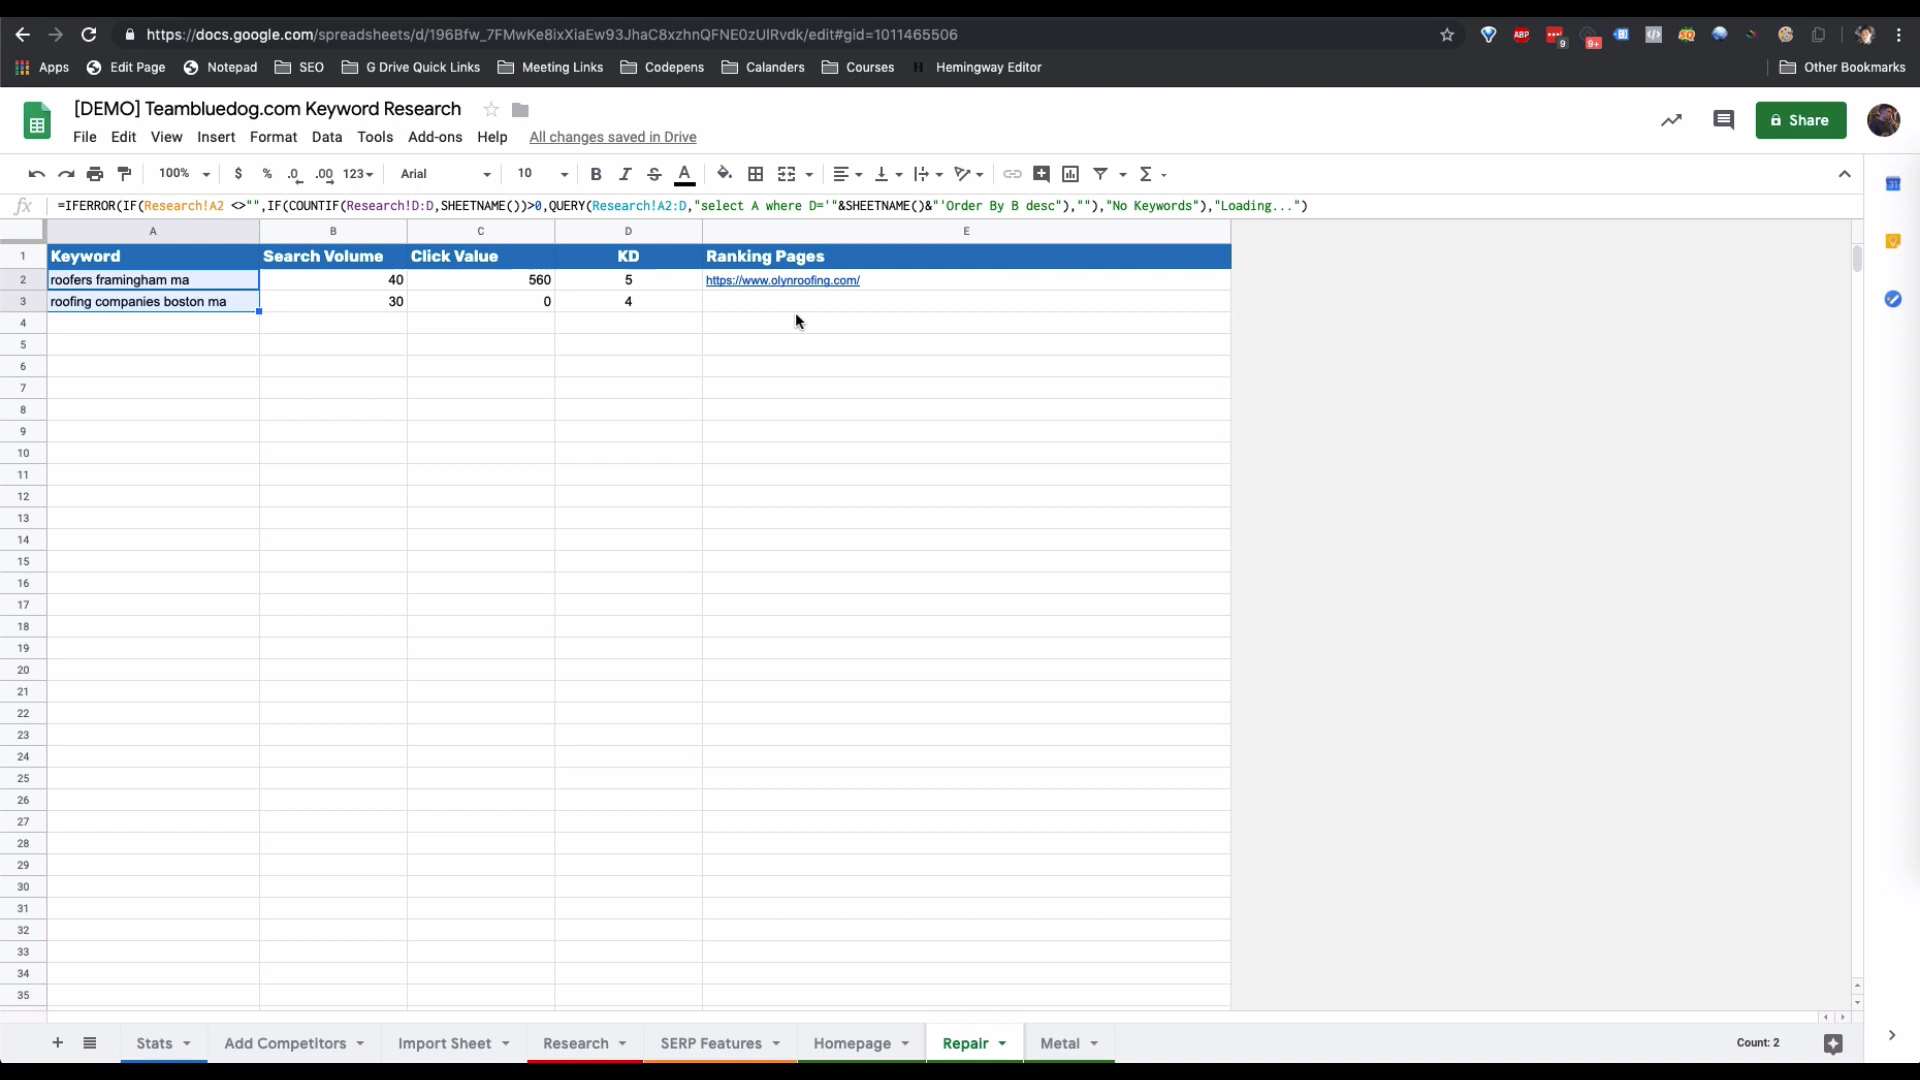 https://docs.google.com/spreadsheets/d/196Bfw_7FMwKe8ixXiaEw93JhaC8xzhnQFNE0zUlRvdk/edit#gid=1011465506
ABP 9 9+
Apps Edit Page Notepad SEO G Drive Quick Links Meeting Links Codepens Calanders Courses H Hemingway Editor Other Bookmarks
[DEMO] Teambluedog.com Keyword Research
File Edit View Insert Format Data Tools Add-ons Help All changes saved in Drive
Share
100% $ % .0 .00 123 Arial 10 B I S A Σ
fx =IFERROR(IF(Research!A2 <>"",IF(COUNTIF(Research!D:D,SHEETNAME())>0,QUERY(Research!A2:D,"select A where D='"&SHEETNAME()&"'Order By B desc"),""),"No Keywords"),"Loading...")
A B C D E
1 Keyword Search Volume Click Value KD Ranking Pages
2 roofers framingham ma 40 560 5 https://www.olynroofing.com/
3 roofing companies boston ma 30 0 4
4
5
6
7
8
9
10
11
12
13
14
15
16
17
18
19
20
21
22
23
24
25
26
27
28
29
30
31
32
33
34
35
+ Stats Add Competitors Import Sheet Research SERP Features Homepage Repair Metal Count: 2